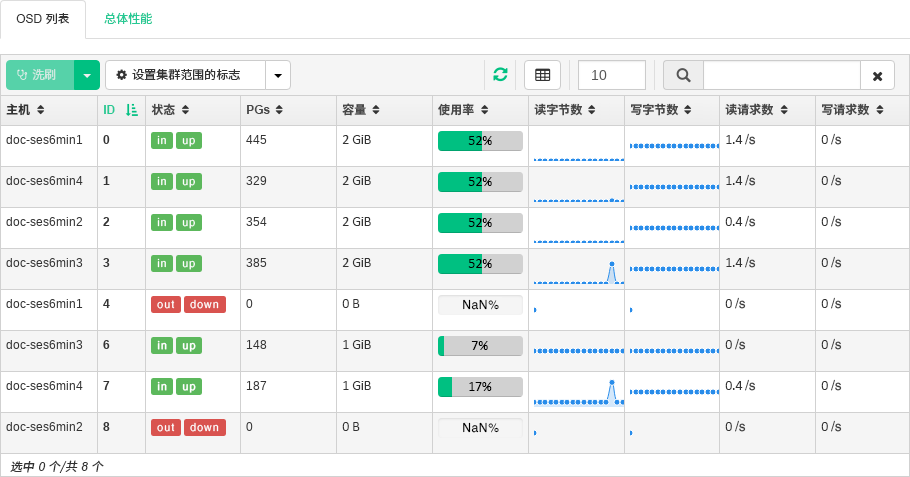 OSD 列表 总体性能
洗刷 设置集群范围的标志 10
主机 ID 状态 PGs 容量 使用率 读字节数 写字节数 读请求数 写请求数
doc-ses6min1 0 in up 445 2 GiB 52% 1.4 /s 0 /s
doc-ses6min4 1 in up 329 2 GiB 52% 1.4 /s 0 /s
doc-ses6min2 2 in up 354 2 GiB 52% 0.4 /s 0 /s
doc-ses6min3 3 in up 385 2 GiB 52% 1.4 /s 0 /s
doc-ses6min1 4 out down 0 0 B NaN% 0 /s 0 /s
doc-ses6min3 6 in up 148 1 GiB 7% 0 /s 0 /s
doc-ses6min4 7 in up 187 1 GiB 17% 0.4 /s 0 /s
doc-ses6min2 8 out down 0 0 B NaN% 0 /s 0 /s
选中 0 个/共 8 个